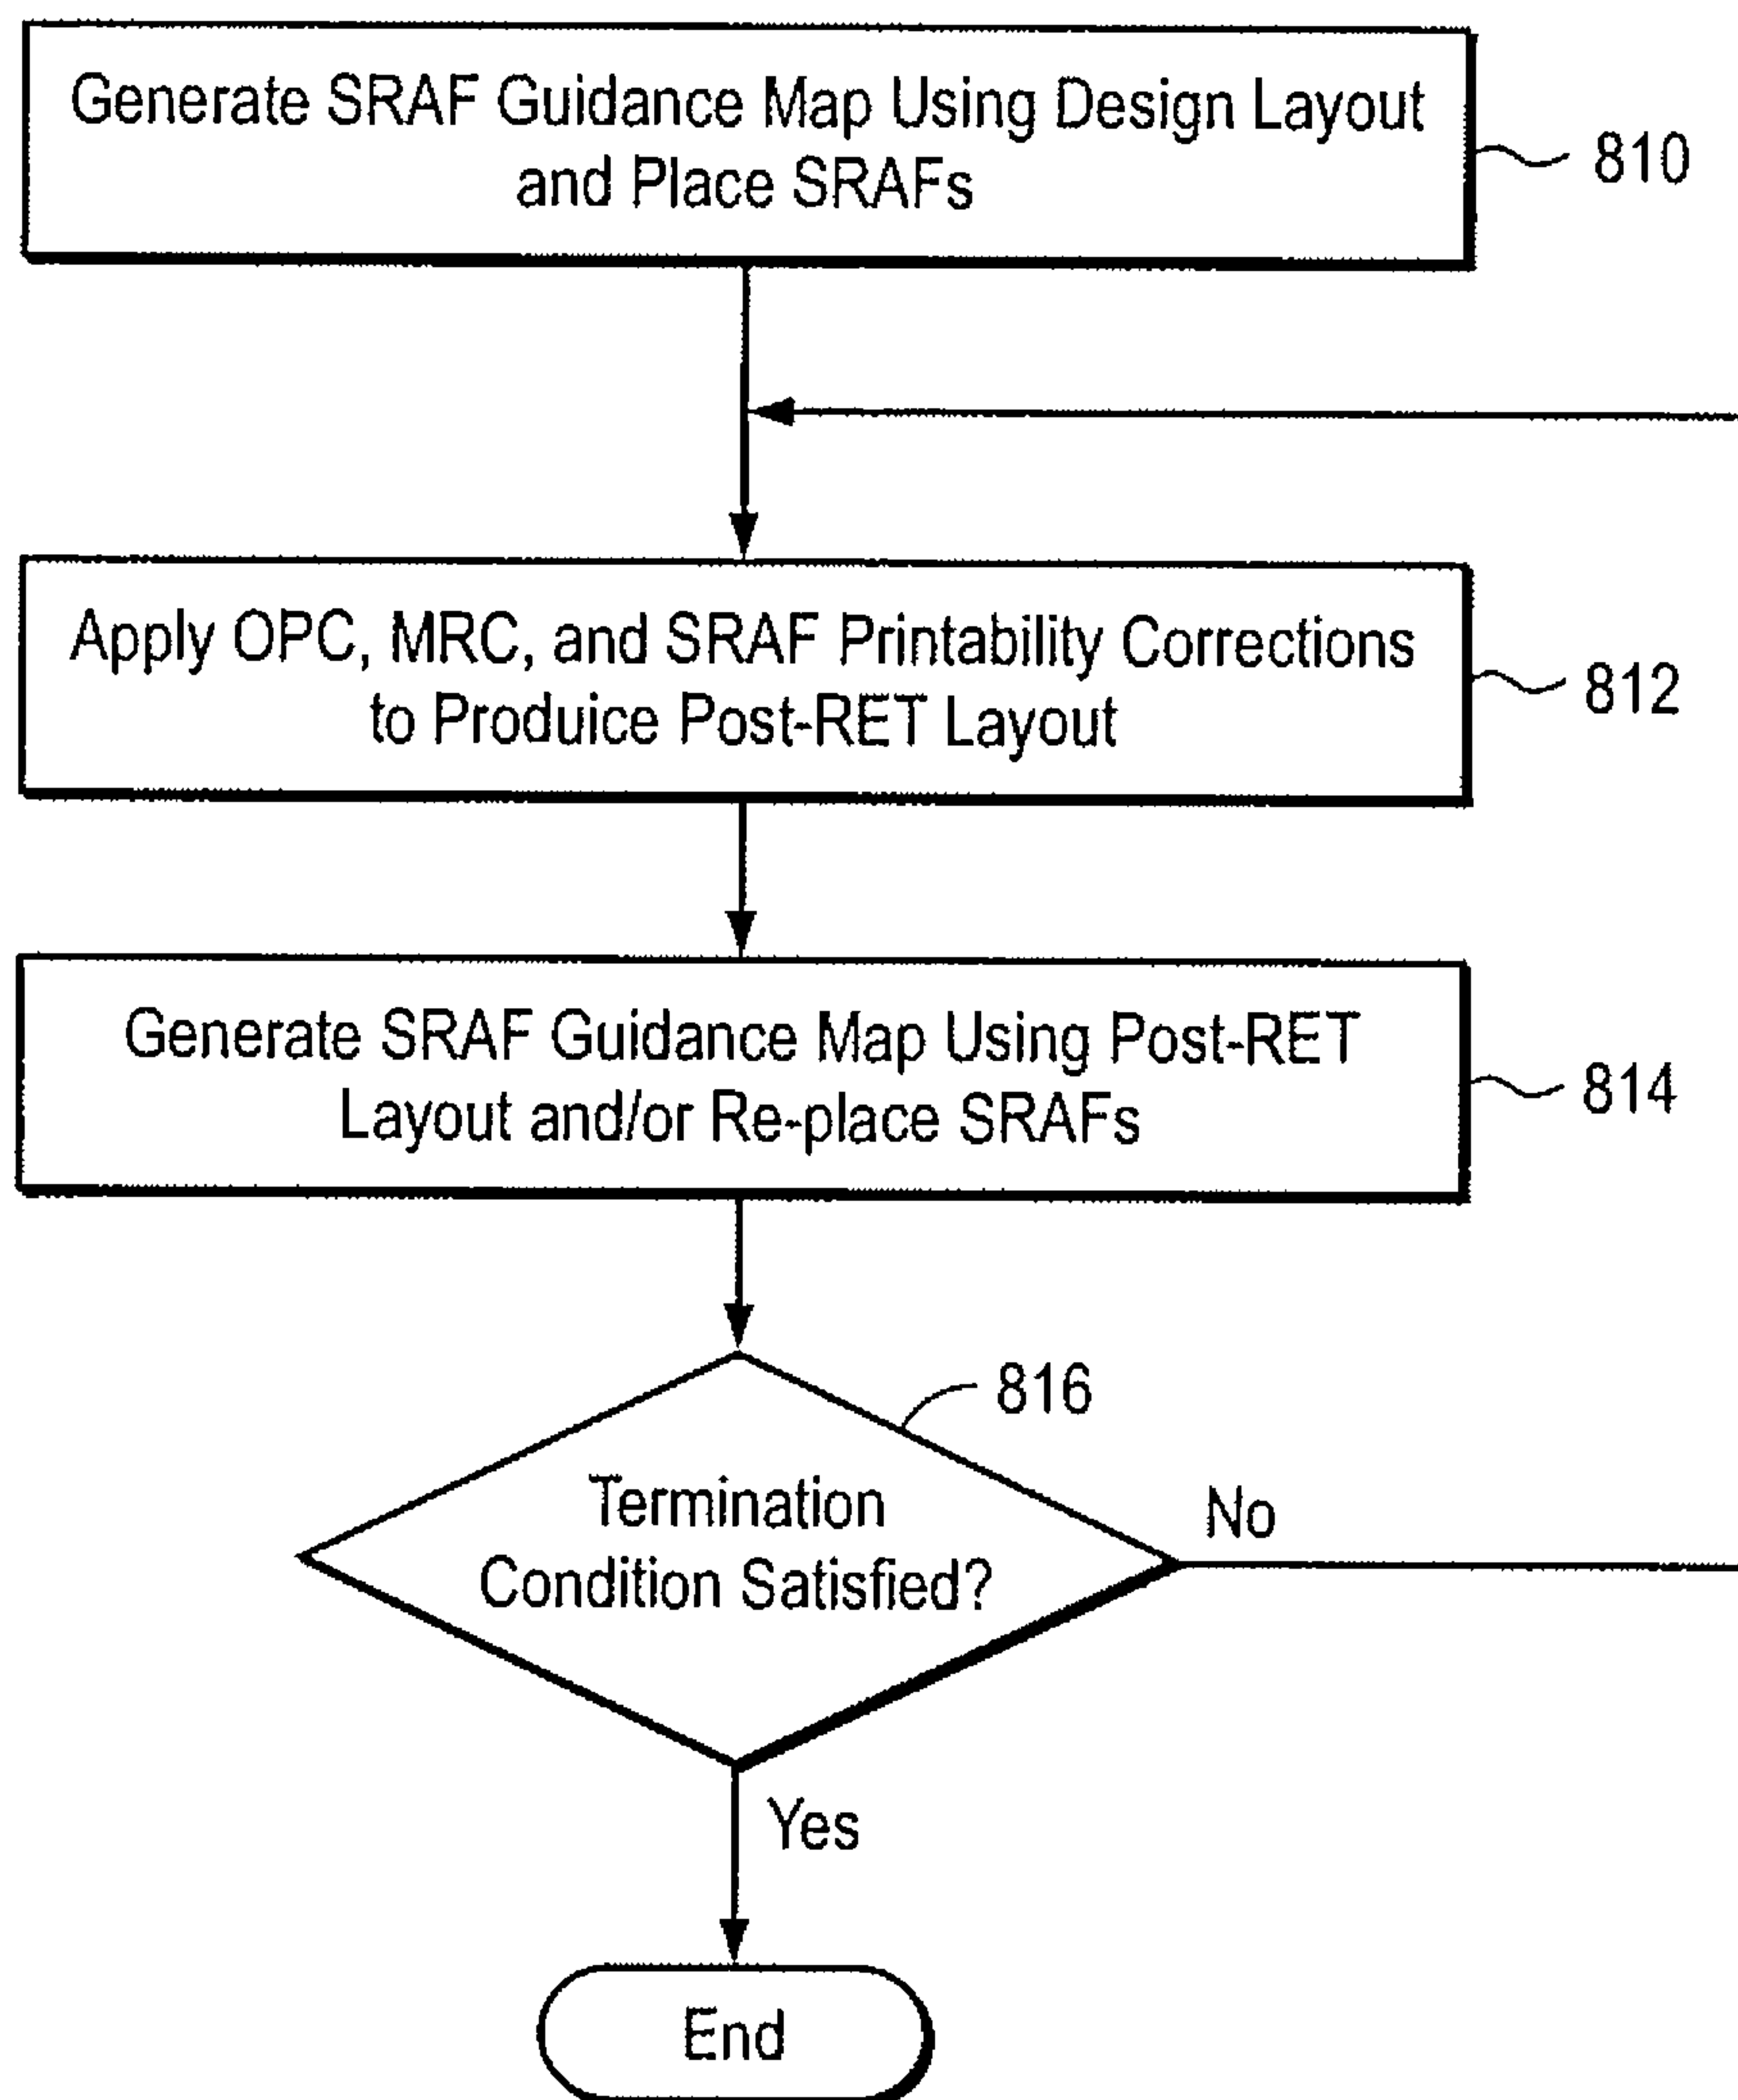 Generate SRAF Guidance Map Using Design Layout
and Place SRAFs
810
Apply OPC, MRC, and SRAF Printability Corrections
to Produice Post-RET Layout
812
Generate SRAF Guidance Map Using Post-RET
Layout and/or Re-place SRAFs
814
816
Termination
Condition Satisfied?
No
Yes
End